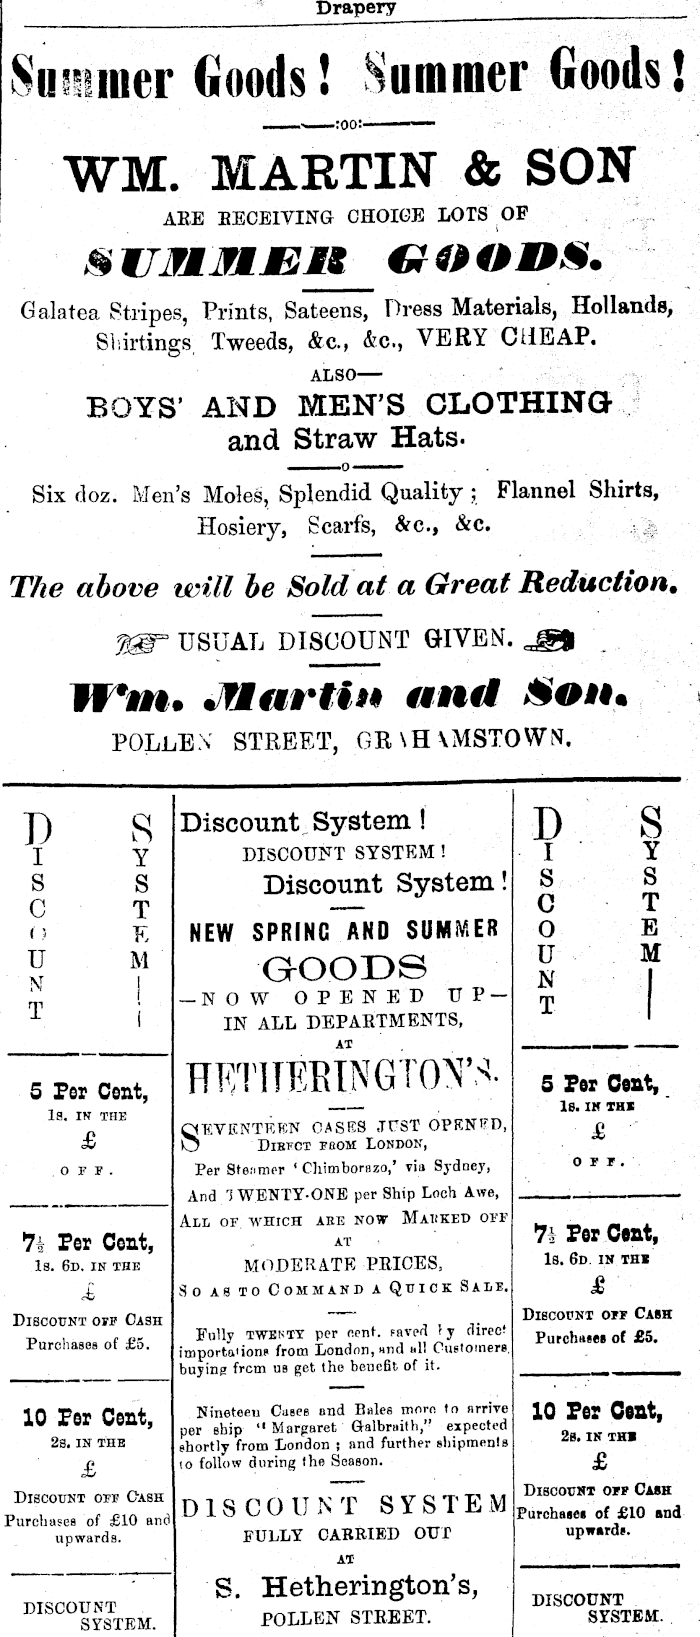 Drapery
Summer Goods! Summer Goods!
:oo:
WM. MARTIN & SON
ARE RECEIVING CHOICE LOTS OF
SUMMER GOODS.
Galatea Stripes, Prints, Sateens, Dress Materials, Hollands,
Shirtings, Tweeds, &c., &c., VERY CHEAP.
ALSO—
BOYS' AND MEN'S CLOTHING
and Straw Hats.
o
Six doz. Men's Moles, Splendid Quality; Flannel Shirts,
Hosiery, Scarfs, &c., &c.
The above will be Sold at a Great Reduction.
USUAL DISCOUNT GIVEN.
Wm. Martin and Son.
POLLEN STREET, GRAHAMSTOWN.
DISCOUNT
SYSTEM!
5 Per Cent,
1s. IN THE
£
OFF.
7½ Per Cent,
1s. 6D. IN THE
£
DISCOUNT OFF CASH
Purchases of £5.
10 Per Cent,
2s. IN THE
£
DISCOUNT OFF CASH
Purchases of £10 and
upwards.
DISCOUNT
SYSTEM.
Discount System!
DISCOUNT SYSTEM!
Discount System!
NEW SPRING AND SUMMER
GOODS
—NOW OPENED UP—
IN ALL DEPARTMENTS,
AT
HETHERINGTON'S.
SEVENTEEN CASES JUST OPENED,
DIRECT FROM LONDON,
Per Steamer 'Chimborazo,' via Sydney,
And TWENTY-ONE per Ship Loch Awe,
ALL OF WHICH ARE NOW MARKED OFF
AT
MODERATE PRICES,
SO AS TO COMMAND A QUICK SALE.
Fully TWENTY per cent. saved by direct
importations from London, and all Customers
buying from us get the benefit of it.
Nineteen Cases and Bales more to arrive
per ship "Margaret Galbraith," expected
shortly from London; and further shipments
to follow during the Season.
DISCOUNT SYSTEM
FULLY CARRIED OUT
AT
S. Hetherington's,
POLLEN STREET.
DISCOUNT
SYSTEM
5 Per Cent,
1s. IN THE
£
OFF.
7½ Per Cent,
1s. 6D. IN THE
£
DISCOUNT OFF CASH
Purchases of £5.
10 Per Cent,
2s. IN THE
£
DISCOUNT OFF CASH
Purchases of £10 and
upwards.
DISCOUNT
SYSTEM.